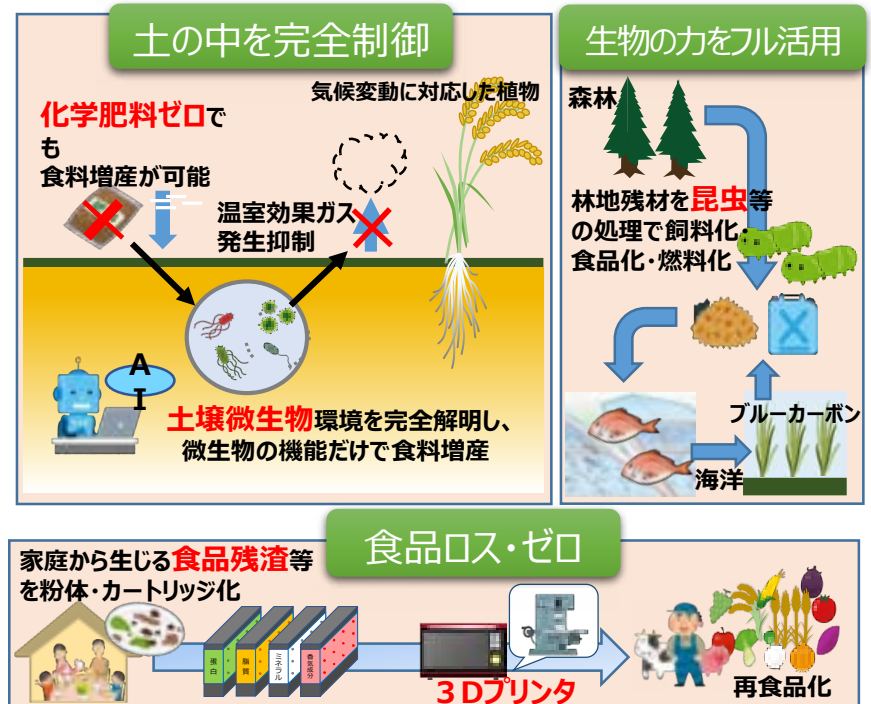 土の中を完全制御
化学肥料ゼロで
も
食料増産が可能
気候変動に対応した植物
温室効果ガス
発生抑制
A
I
土壌微生物環境を完全解明し、
微生物の機能だけで食料増産
生物の力をフル活用
森林
林地残材を昆虫等
の処理で飼料化・
食品化・燃料化
ブルーカーボン
海洋
食品ロス・ゼロ
家庭から生じる食品残渣等
を粉体・カートリッジ化
蛋白
脂質
ミネラル
香気成分
３Dプリンタ
再食品化